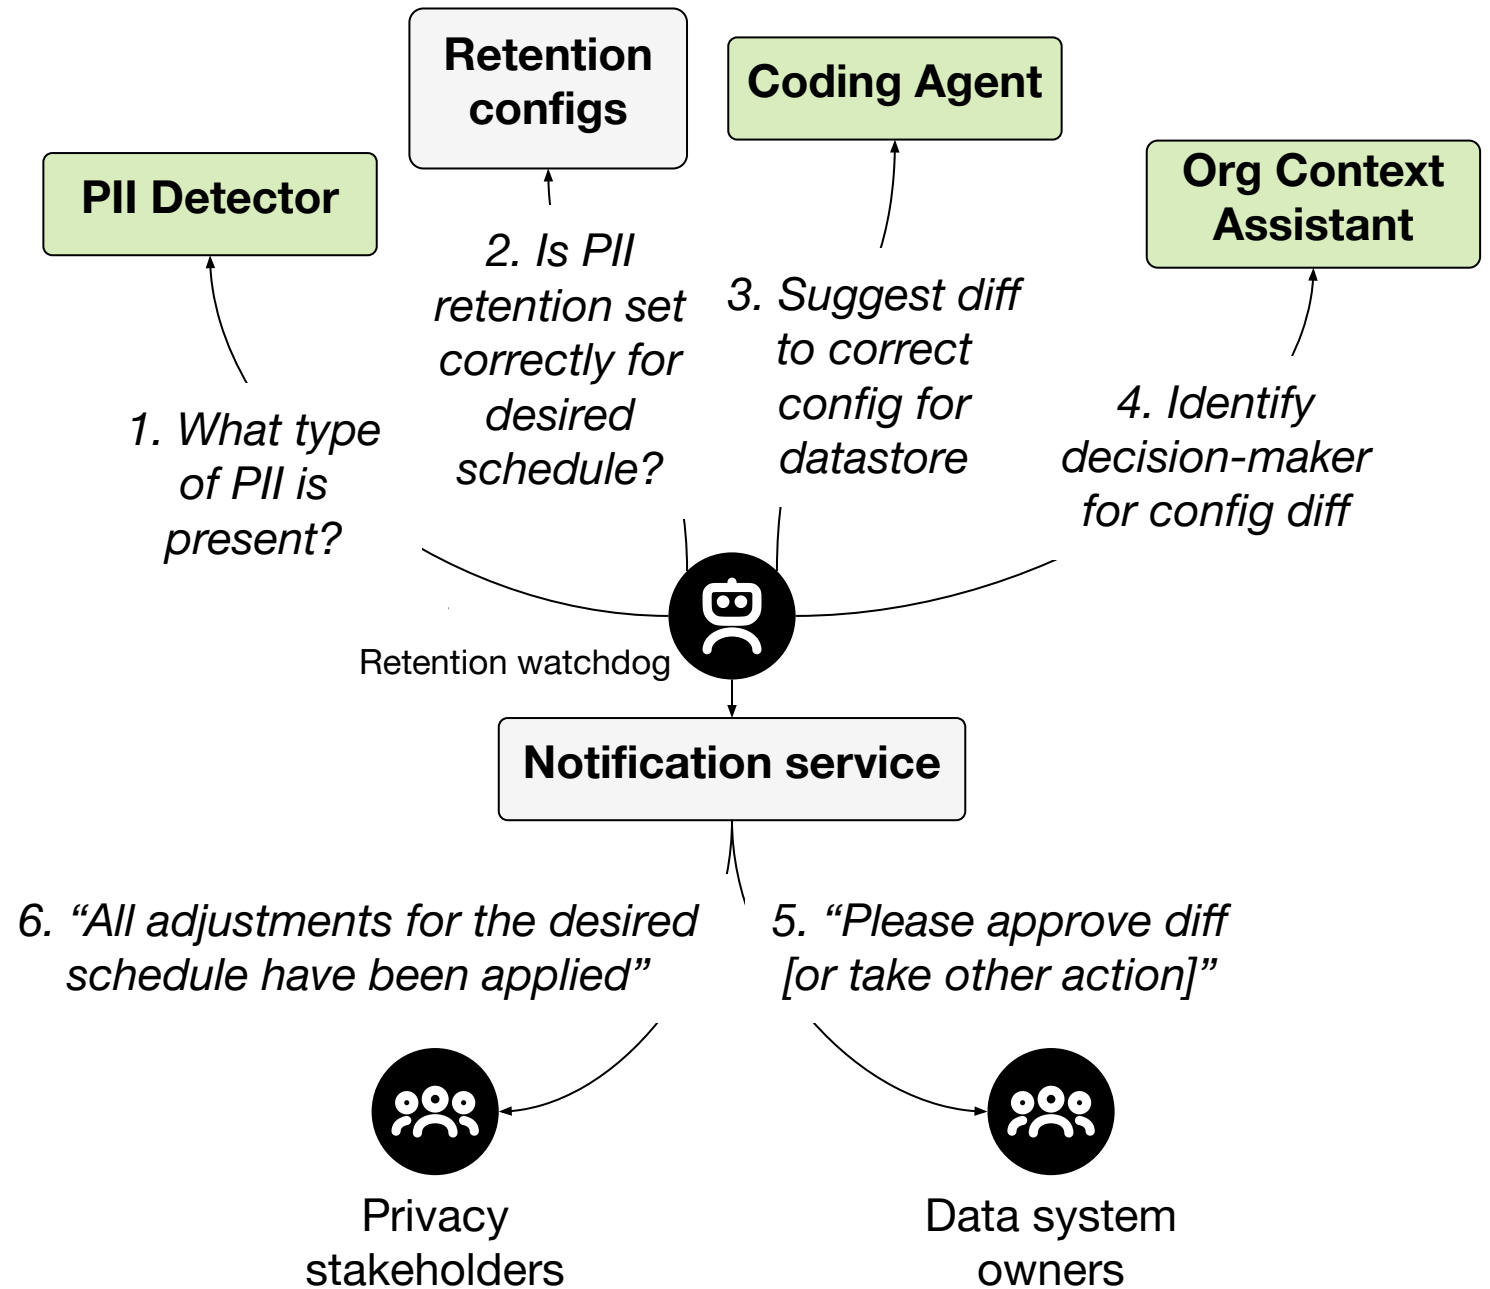 Retention
configs
Coding Agent
PII Detector
Org Context
Assistant
2. Is PII
retention set
correctly for
desired
schedule?
3. Suggest diff
to correct
config for
datastore
1. What type
of PII is
present?
4. Identify
decision-maker
for config diff
Retention watchdog
Notification service
6. “All adjustments for the desired
schedule have been applied”
5. “Please approve diff
[or take other action]”
Privacy
stakeholders
Data system
owners